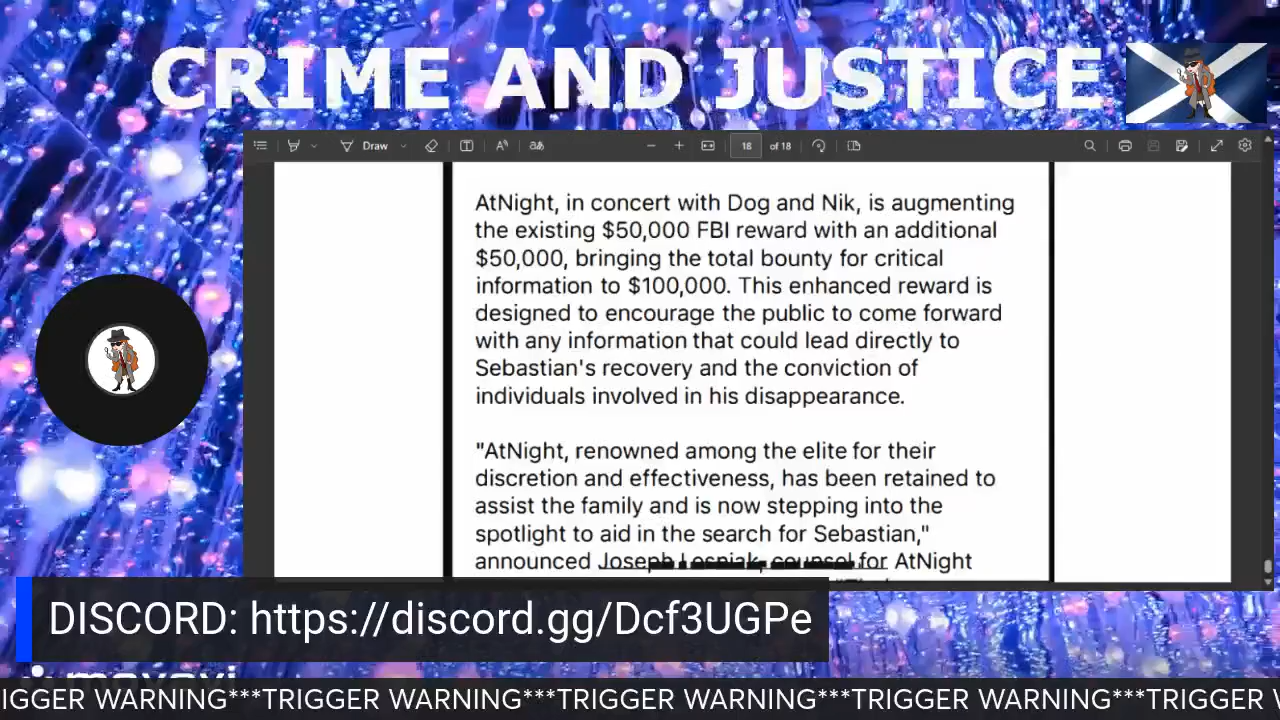 CRIME AND JUSTICE
Draw
18 of 18
AtNight, in concert with Dog and Nik, is augmenting
the existing $50,000 FBI reward with an additional
$50,000, bringing the total bounty for critical
information to $100,000. This enhanced reward is
designed to encourage the public to come forward
with any information that could lead directly to
Sebastian's recovery and the conviction of
individuals involved in his disappearance.
"AtNight, renowned among the elite for their
discretion and effectiveness, has been retained to
assist the family and is now stepping into the
spotlight to aid in the search for Sebastian,"
announced Joseph Lesniak, counsel for AtNight
DISCORD: https://discord.gg/Dcf3UGPe
IGGER WARNING***TRIGGER WARNING***TRIGGER WARNING***TRIGGER WARNING***TRIGGER W